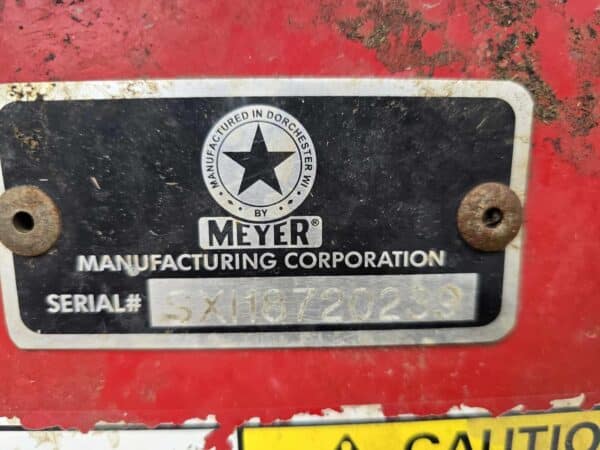 MANUFACTURED IN DORCHESTER WI
BY
MEYER®
MANUFACTURING CORPORATION
SERIAL#
CAUTIO